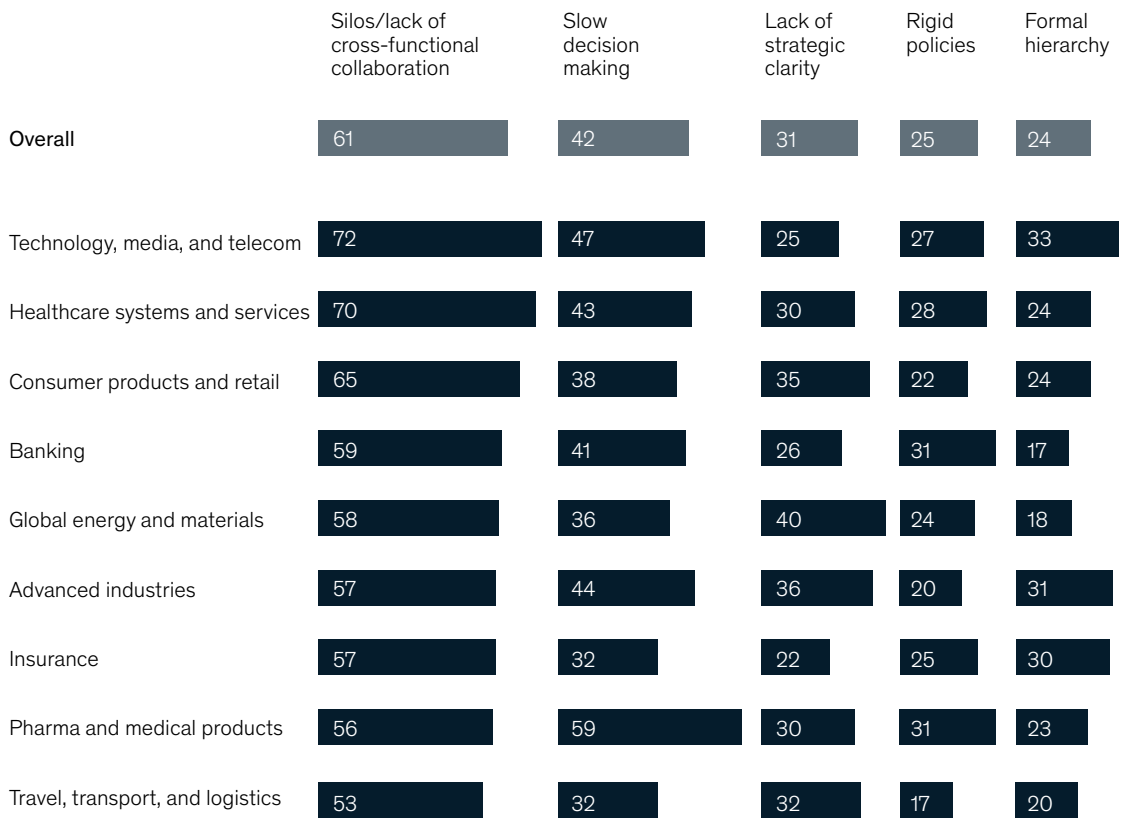 Silos/lack of
cross-functional
collaboration
Slow
decision
making
Lack of
strategic
clarity
Rigid
policies
Formal
hierarchy
Overall 61 42 31 25 24
Technology, media, and telecom 72 47 25 27 33
Healthcare systems and services 70 43 30 28 24
Consumer products and retail 65 38 35 22 24
Banking 59 41 26 31 17
Global energy and materials 58 36 40 24 18
Advanced industries 57 44 36 20 31
Insurance 57 32 22 25 30
Pharma and medical products 56 59 30 31 23
Travel, transport, and logistics 53 32 32 17 20